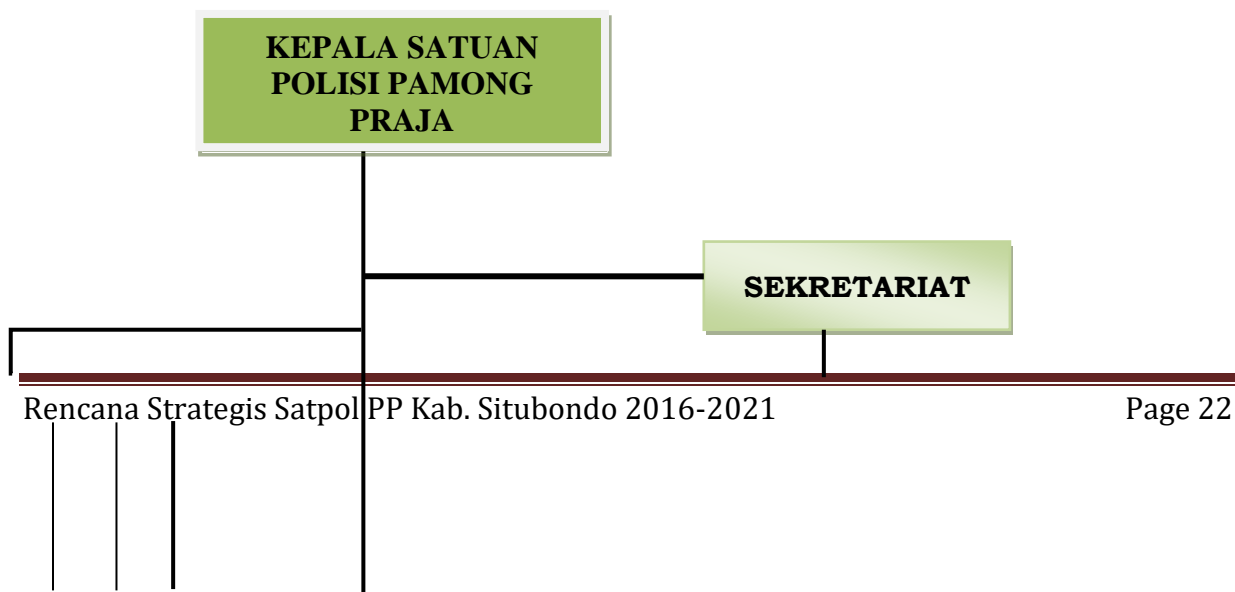 KEPALA SATUAN
POLISI PAMONG
PRAJA
SEKRETARIAT
Rencana Strategis Satpol PP Kab. Situbondo 2016-2021 Page 22